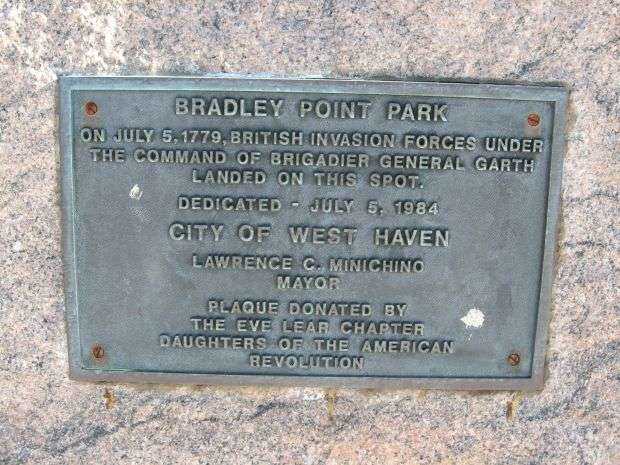 BRADLEY POINT PARK
ON JULY 5, 1779, BRITISH INVASION FORCES UNDER
THE COMMAND OF BRIGADIER GENERAL GARTH
LANDED ON THIS SPOT.
DEDICATED - JULY 5, 1984
CITY OF WEST HAVEN
LAWRENCE C. MINICHINO
MAYOR
PLAQUE DONATED BY
THE EVE LEAR CHAPTER
DAUGHTERS OF THE AMERICAN
REVOLUTION